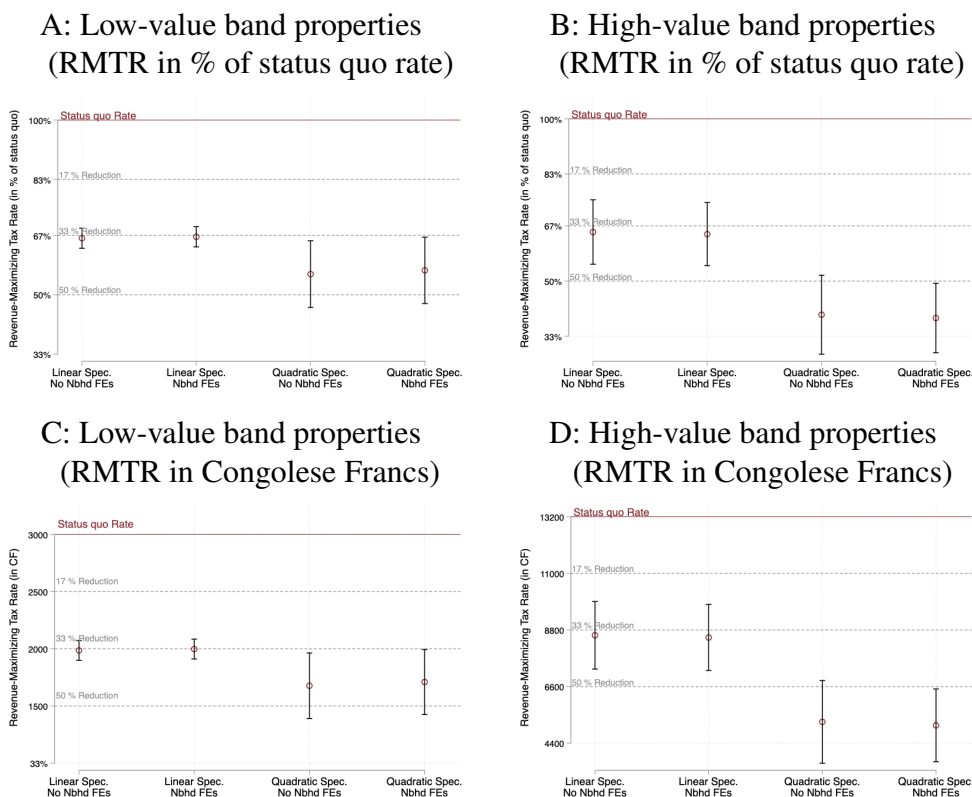 A: Low-value band properties
(RMTR in % of status quo rate)
Revenue-Maximizing Tax Rate (in % of status quo)
100%
83%
67%
50%
33%
Status quo Rate
17 % Reduction
33 % Reduction
50 % Reduction
Linear Spec.
No Nbhd FEs
Linear Spec.
Nbhd FEs
Quadratic Spec.
No Nbhd FEs
Quadratic Spec.
Nbhd FEs
B: High-value band properties
(RMTR in % of status quo rate)
Revenue-Maximizing Tax Rate (in % of status quo)
100%
83%
67%
50%
33%
Status quo Rate
17 % Reduction
33 % Reduction
50 % Reduction
Linear Spec.
No Nbhd FEs
Linear Spec.
Nbhd FEs
Quadratic Spec.
No Nbhd FEs
Quadratic Spec.
Nbhd FEs
C: Low-value band properties
(RMTR in Congolese Francs)
Revenue-Maximizing Tax Rate (in CF)
3000
2500
2000
1500
33%
Status quo Rate
17 % Reduction
33 % Reduction
50 % Reduction
Linear Spec.
No Nbhd FEs
Linear Spec.
Nbhd FEs
Quadratic Spec.
No Nbhd FEs
Quadratic Spec.
Nbhd FEs
D: High-value band properties
(RMTR in Congolese Francs)
Revenue-Maximizing Tax Rate (in CF)
13200
11000
8800
6600
4400
Status quo Rate
17 % Reduction
33 % Reduction
50 % Reduction
Linear Spec.
No Nbhd FEs
Linear Spec.
Nbhd FEs
Quadratic Spec.
No Nbhd FEs
Quadratic Spec.
Nbhd FEs